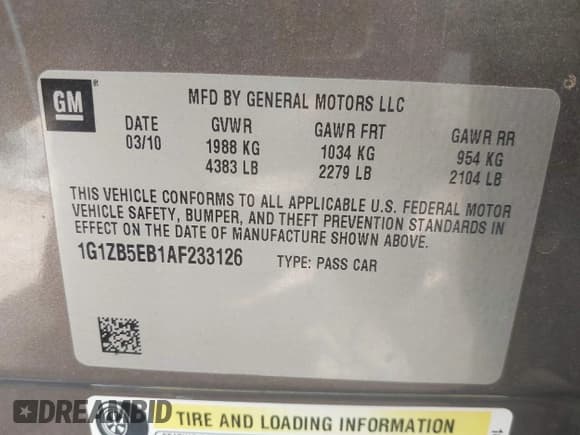 GM
®
MFD BY GENERAL MOTORS LLC
DATE GVWR GAWR FRT GAWR RR
03/10 1988 KG 1034 KG 954 KG
4383 LB 2279 LB 2104 LB
THIS VEHICLE CONFORMS TO ALL APPLICABLE U.S. FEDERAL MOTOR
VEHICLE SAFETY, BUMPER, AND THEFT PREVENTION STANDARDS IN
EFFECT ON THE DATE OF MANUFACTURE SHOWN ABOVE.
1G1ZB5EB1AF233126 TYPE: PASS CAR
TIRE AND LOADING INFORMATION
DREAMBID